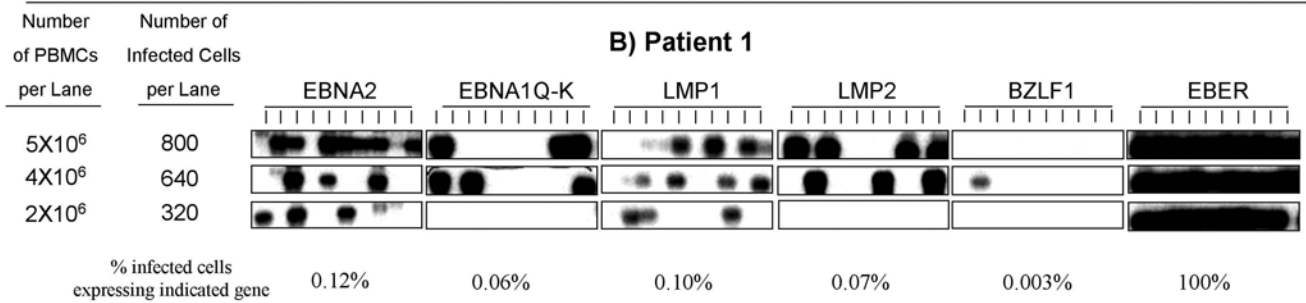 B) Patient 1
Number of PBMCs per Lane
Number of Infected Cells per Lane
EBNA2 EBNA1Q-K LMP1 LMP2 BZLF1 EBER
5X10⁶ 800
4X10⁶ 640
2X10⁶ 320
% infected cells
expressing indicated gene
0.12% 0.06% 0.10% 0.07% 0.003% 100%